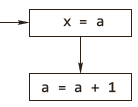 x = a
a = a + 1